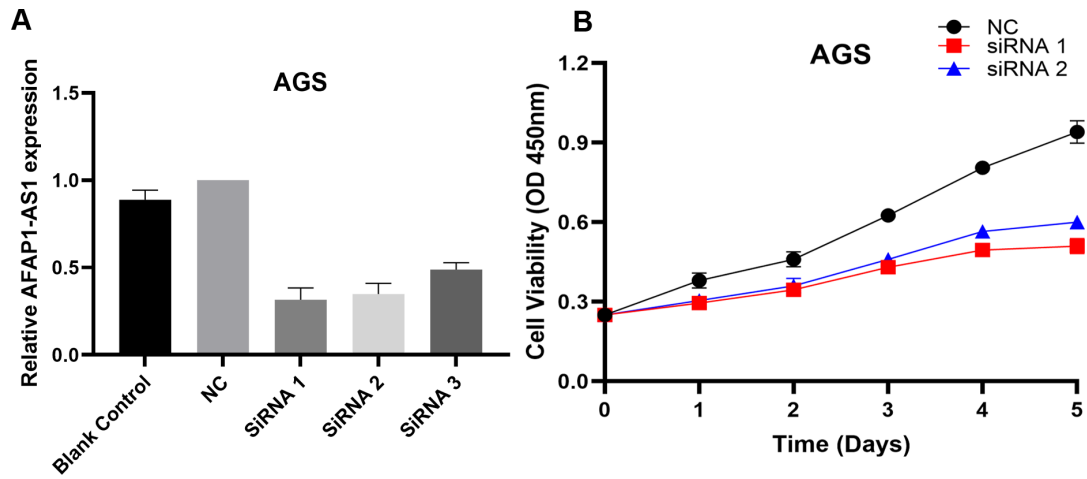 A
AGS
Relative AFAP1-AS1 expression
1.5
1.0
0.5
0.0
Blank Control
NC
SiRNA 1
SiRNA 2
SiRNA 3
B
AGS
NC
siRNA 1
siRNA 2
Cell Viability (OD 450nm)
1.2
0.9
0.6
0.3
0.0
0 1 2 3 4 5
Time (Days)